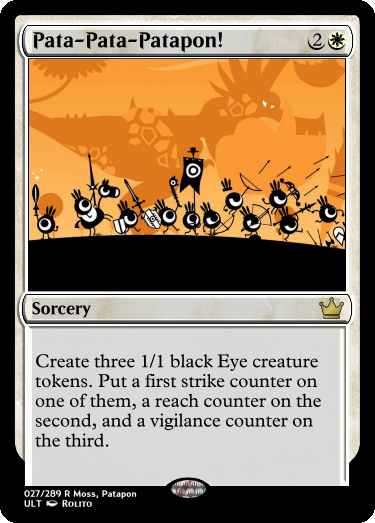 Pata-Pata-Patapon! 2
Sorcery
Create three 1/1 black Eye creature
tokens. Put a first strike counter on
one of them, a reach counter on the
second, and a vigilance counter on
the third.
027/289 R Moss, Patapon
ULT Rolito